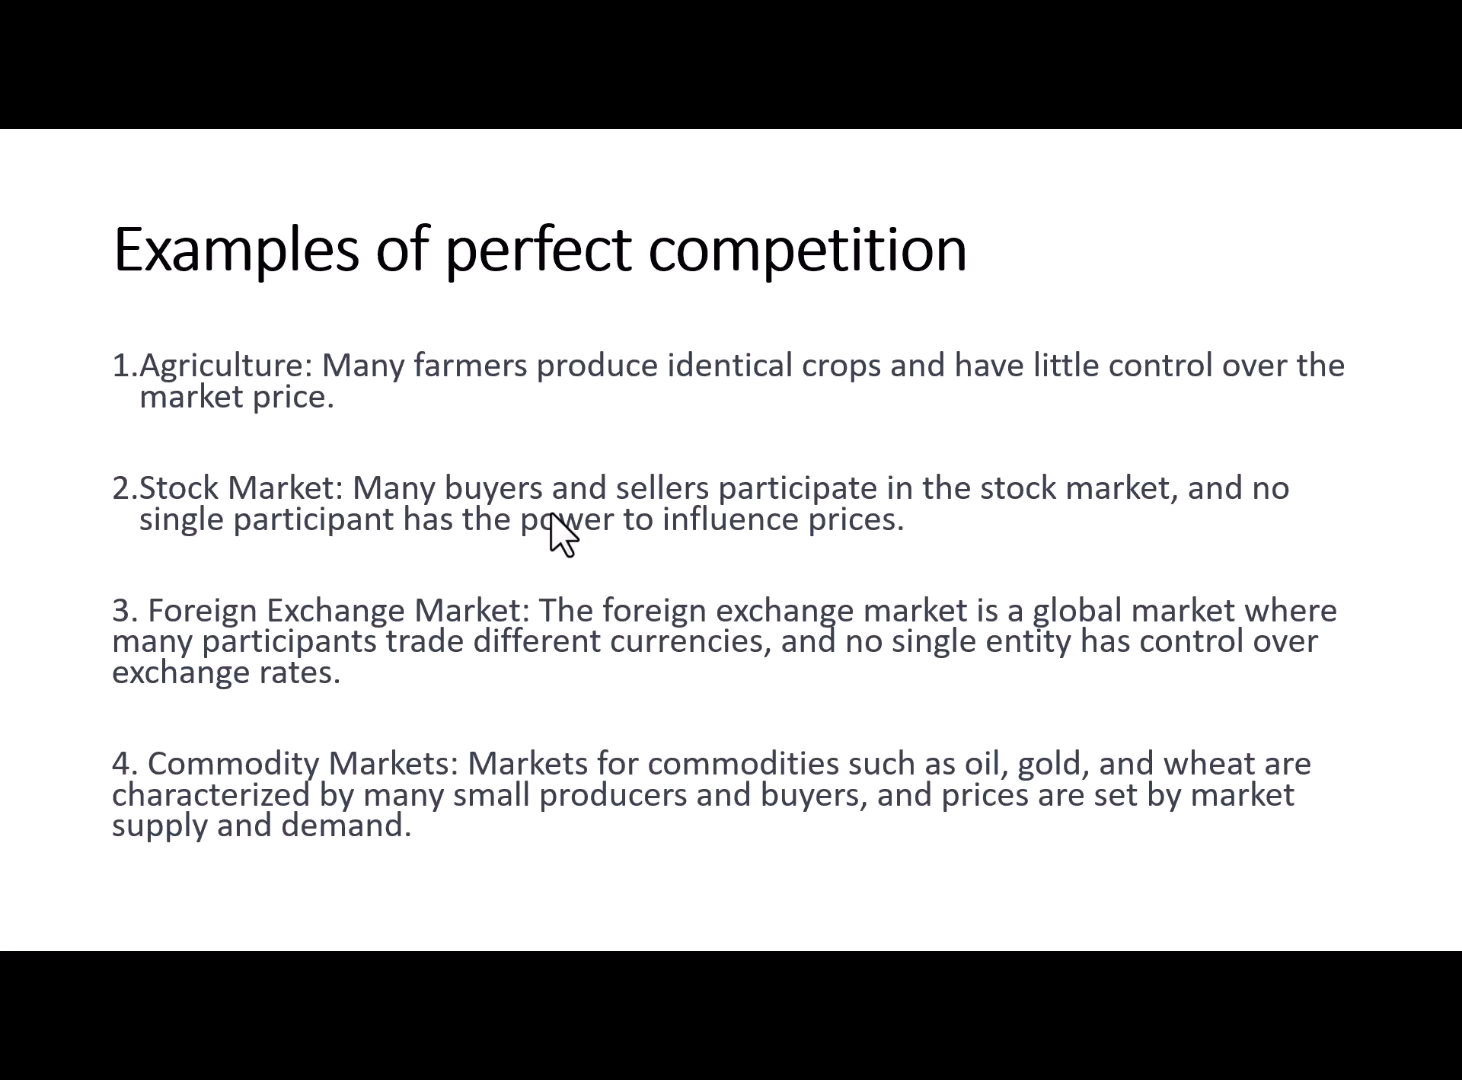 Examples of perfect competition
1.Agriculture: Many farmers produce identical crops and have little control over the
market price.
2.Stock Market: Many buyers and sellers participate in the stock market, and no
single participant has the power to influence prices.
3. Foreign Exchange Market: The foreign exchange market is a global market where
many participants trade different currencies, and no single entity has control over
exchange rates.
4. Commodity Markets: Markets for commodities such as oil, gold, and wheat are
characterized by many small producers and buyers, and prices are set by market
supply and demand.